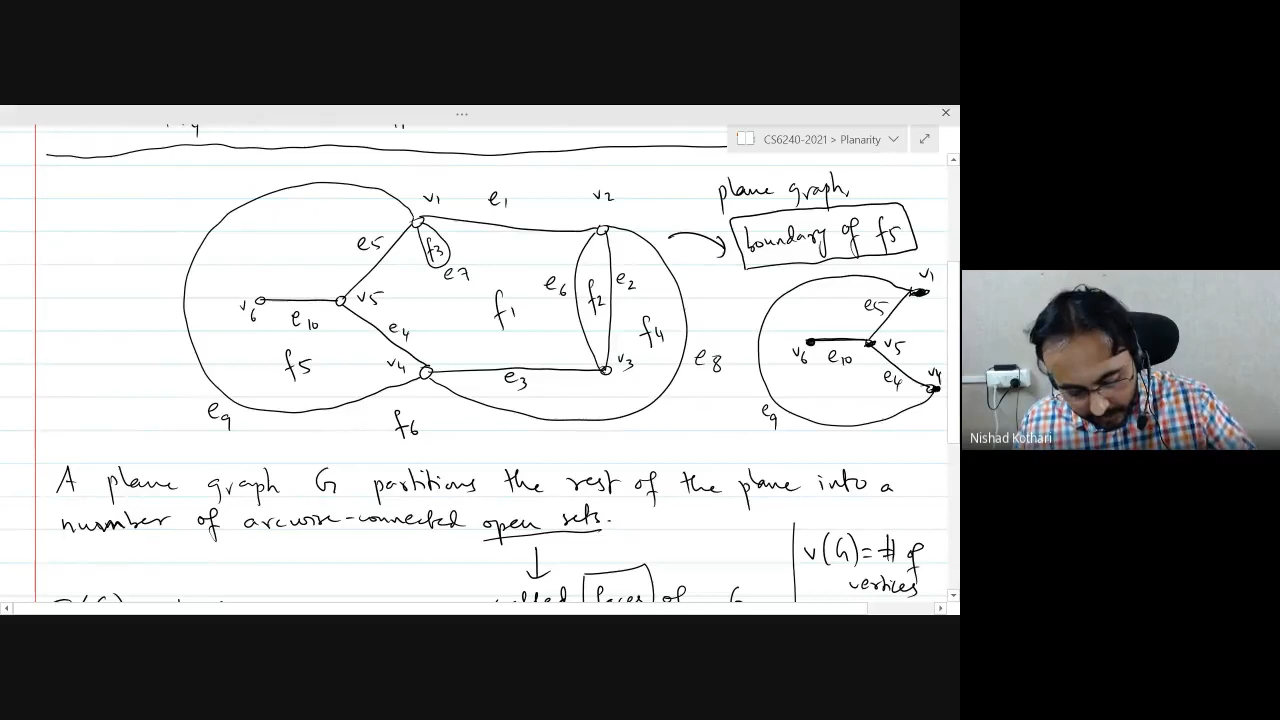 CS6240-2021 > Planarity
plane graph.
boundary of f5
v1 e1 v2
e5 f3 e7
v6 e10 v5 f1 e6 f2 e2 f4
e4
f5 v4 e3 v3 e8
e9 f6
v1
e5
v6 e10 v5
e4 v4
e9
A plane graph G partitions the rest of the plane into a
number of arcwise-connected open sets.
v(G) = # of
vertices
called faces of G
Nishad Kothari